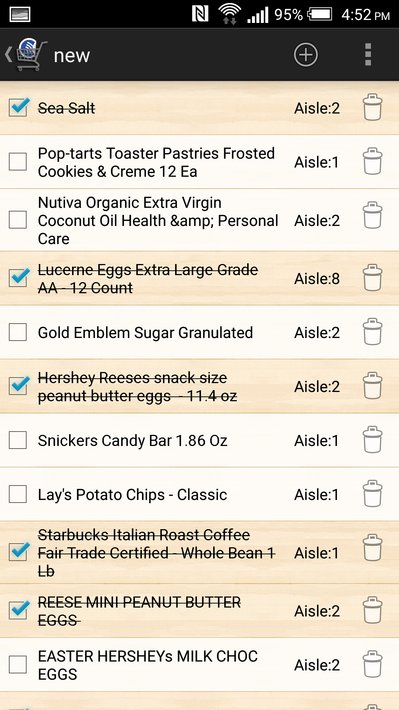 95% 4:52 PM
new
Sea Salt Aisle:2
Pop-tarts Toaster Pastries Frosted
Cookies & Creme 12 Ea Aisle:1
Nutiva Organic Extra Virgin
Coconut Oil Health &amp; Personal
Care Aisle:2
Lucerne Eggs Extra Large Grade
AA - 12 Count Aisle:8
Gold Emblem Sugar Granulated Aisle:2
Hershey Reeses snack size
peanut butter eggs - 11.4 oz Aisle:2
Snickers Candy Bar 1.86 Oz Aisle:1
Lay's Potato Chips - Classic Aisle:1
Starbucks Italian Roast Coffee
Fair Trade Certified - Whole Bean 1
Lb Aisle:1
REESE MINI PEANUT BUTTER
EGGS Aisle:2
EASTER HERSHEYs MILK CHOC
EGGS Aisle:2